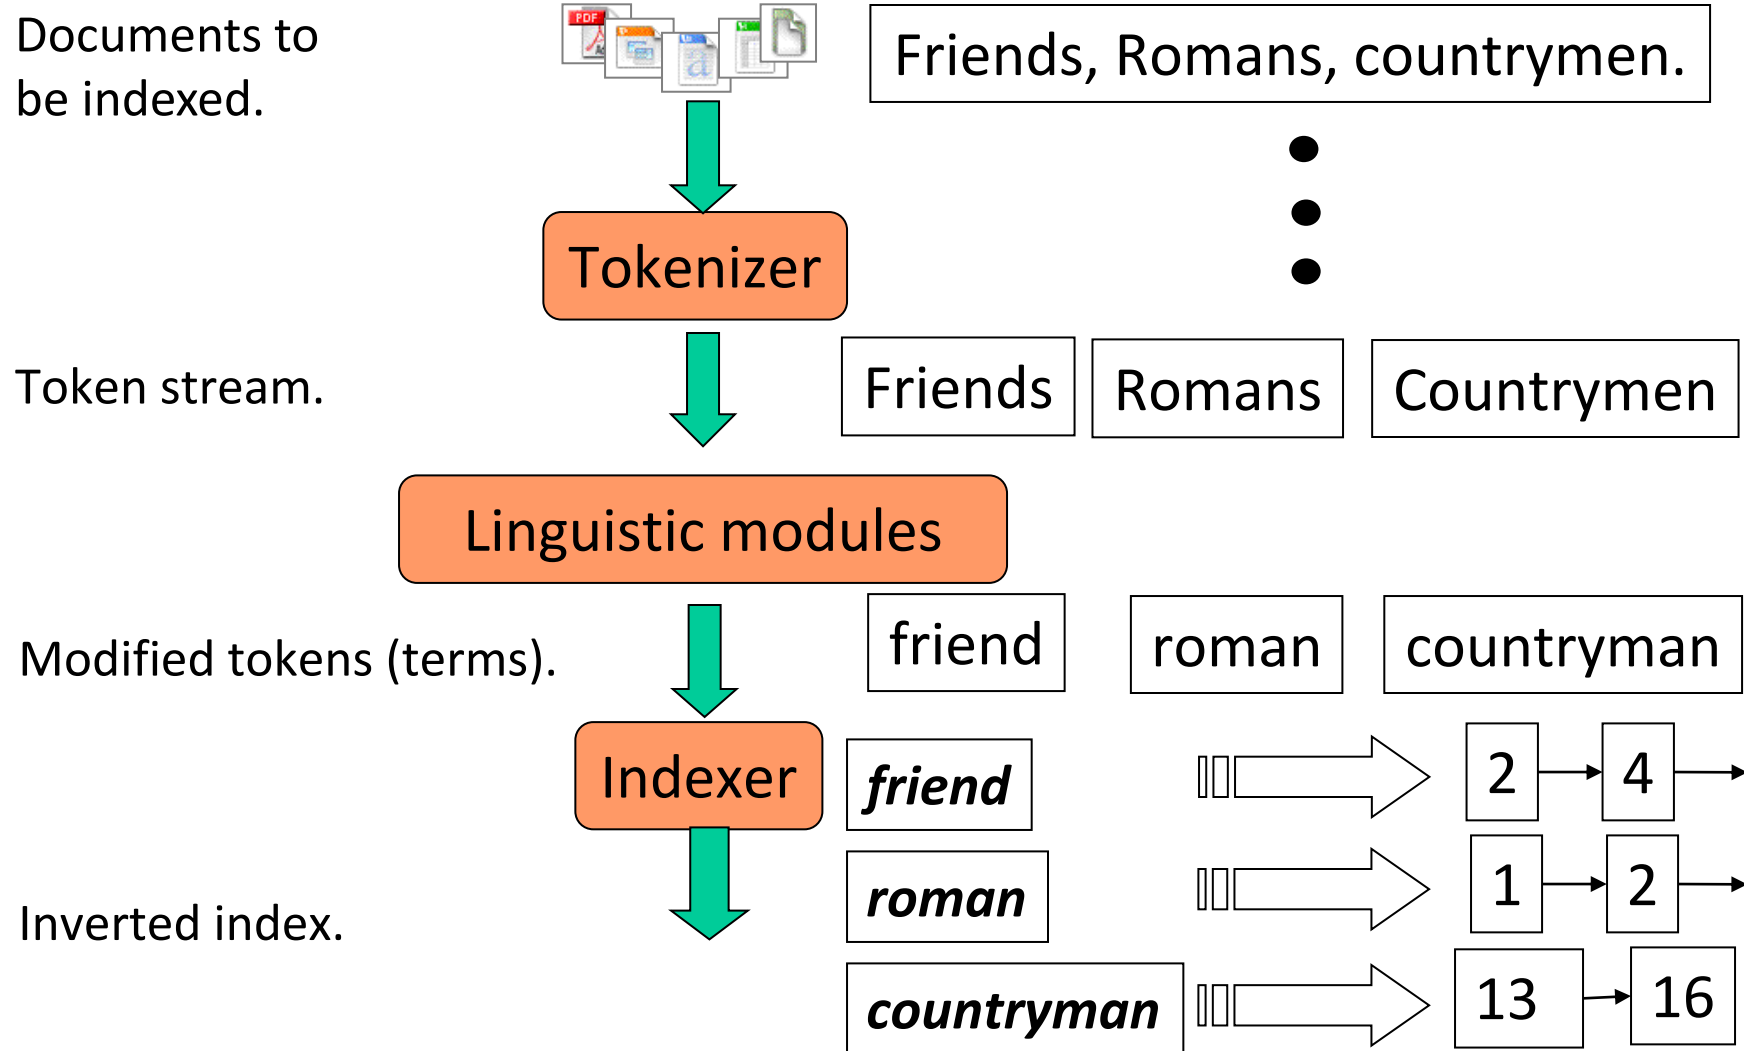 Documents to
be indexed.
PDF
Friends, Romans, countrymen.
Tokenizer
Token stream.
Friends
Romans
Countrymen
Linguistic modules
Modified tokens (terms).
friend
roman
countryman
Indexer
friend
2
4
roman
1
2
Inverted index.
countryman
13
16